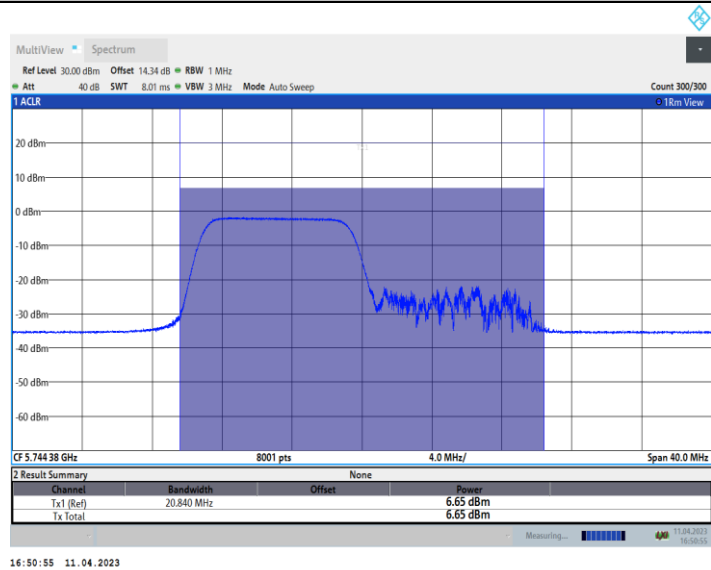 MultiView Spectrum
Ref Level 30.00 dBm Offset 14.34 dB RBW 1 MHz
Att 40 dB SWT 8.01 ms VBW 3 MHz Mode Auto Sweep Count 300/300
1 ACLR 1Rm View
20 dBm
10 dBm
0 dBm
-10 dBm
-20 dBm
-30 dBm
-40 dBm
-50 dBm
-60 dBm
CF 5.744 38 GHz 8001 pts 4.0 MHz/ Span 40.0 MHz
2 Result Summary None
Channel Bandwidth Offset Power
Tx1 (Ref) 20.840 MHz 6.65 dBm
Tx Total 6.65 dBm
Measuring... 11.04.2023
16:50:55
16:50:55 11.04.2023